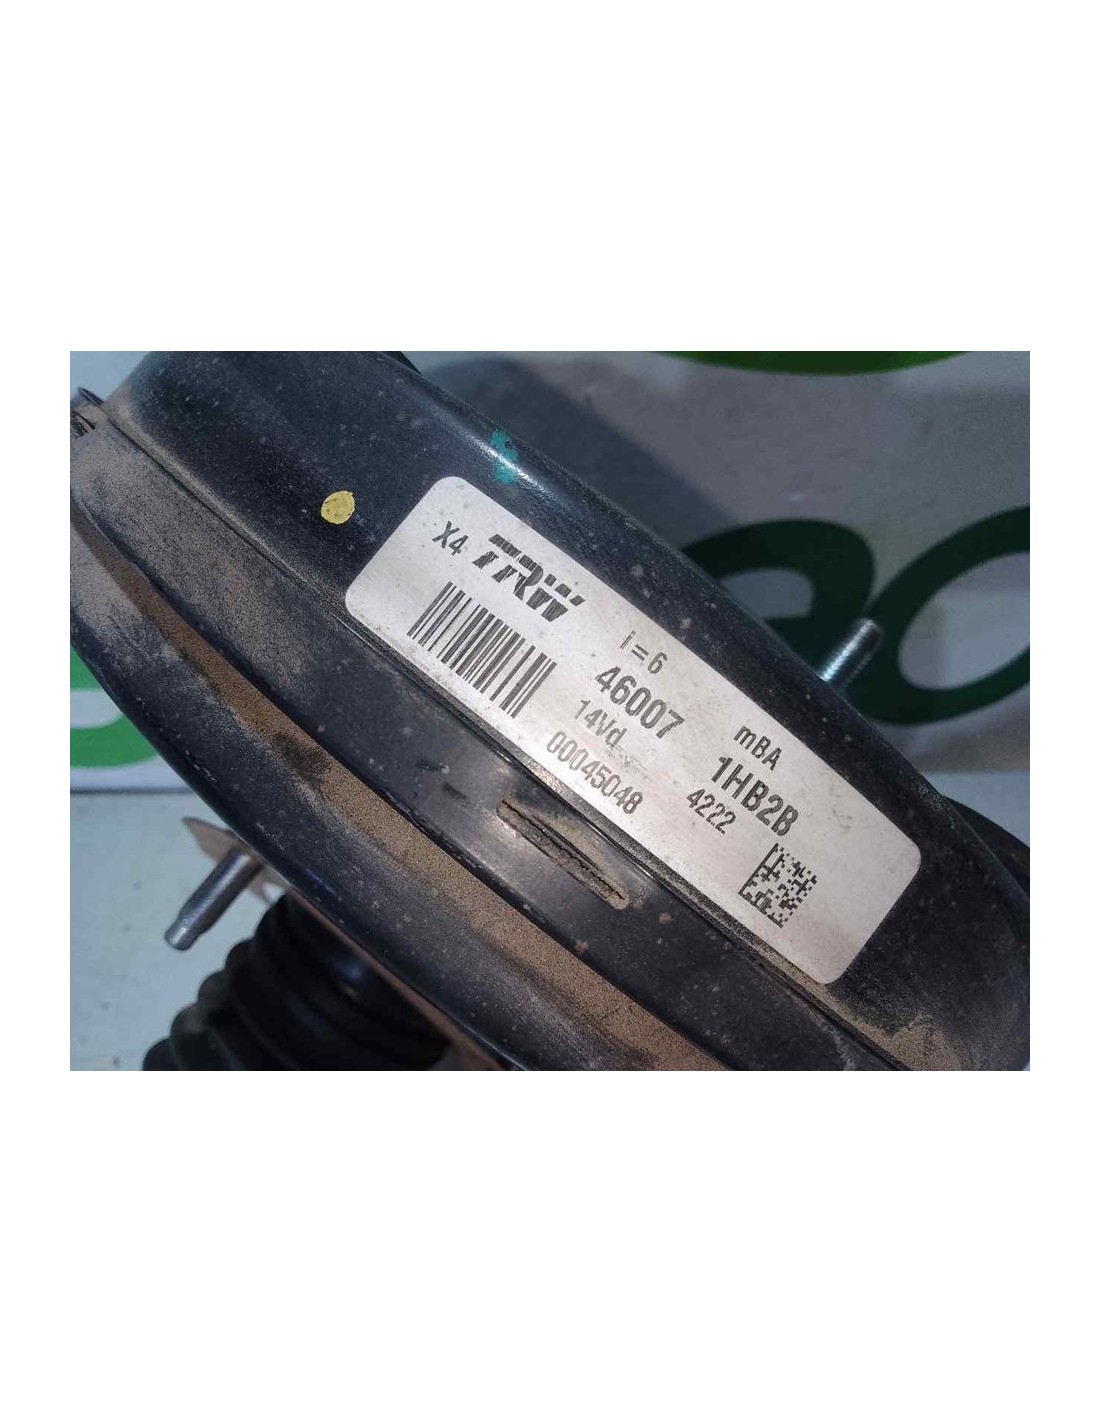 X4 TRW
i=6 mBA
46007 1HB2B
14Vd 4222
00045048